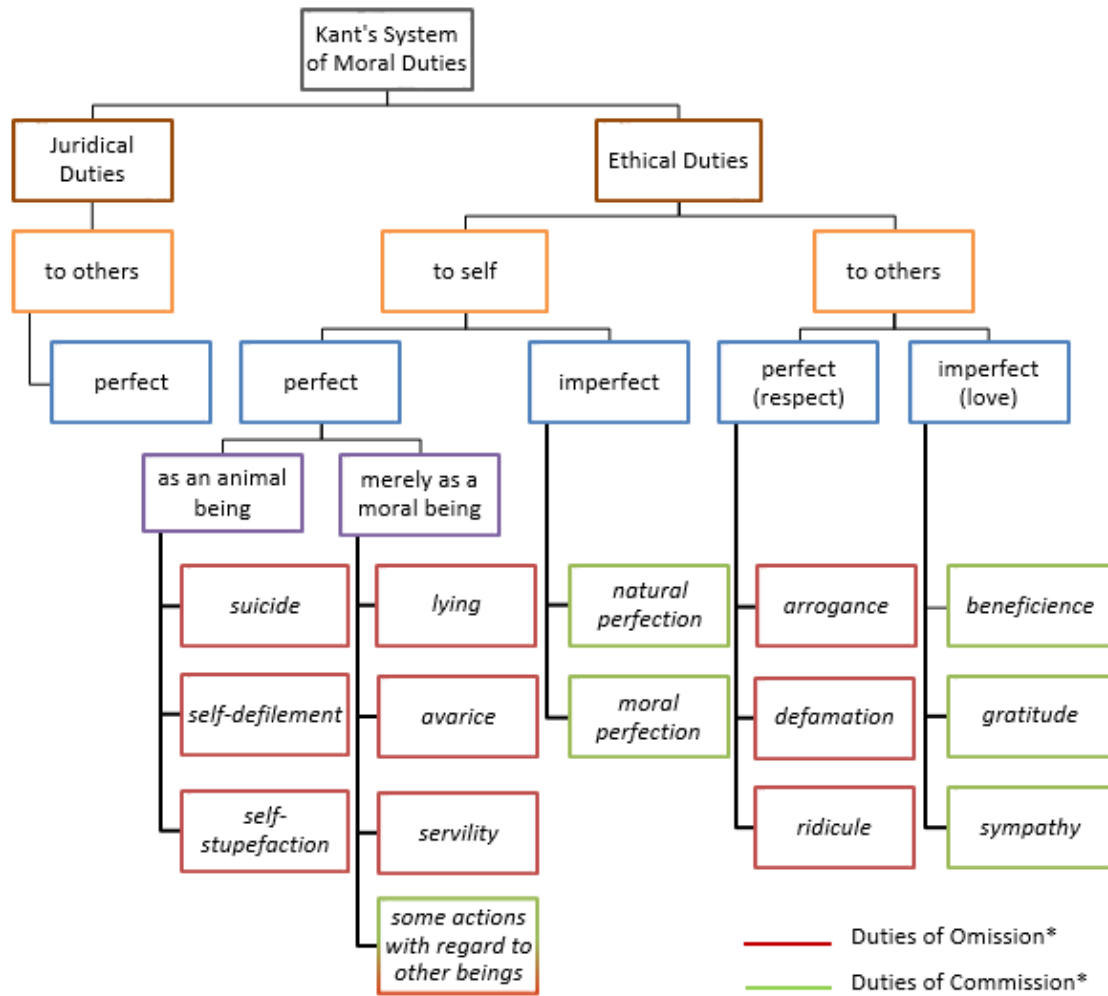 Kant's System
of Moral Duties
Juridical
Duties
Ethical Duties
to others
to self
to others
perfect
perfect
imperfect
perfect
(respect)
imperfect
(love)
as an animal
being
merely as a
moral being
suicide
lying
natural
perfection
arrogance
beneficience
self-defilement
avarice
moral
perfection
defamation
gratitude
self-
stupefaction
servility
ridicule
sympathy
some actions
with regard to
other beings
Duties of Omission*
Duties of Commission*